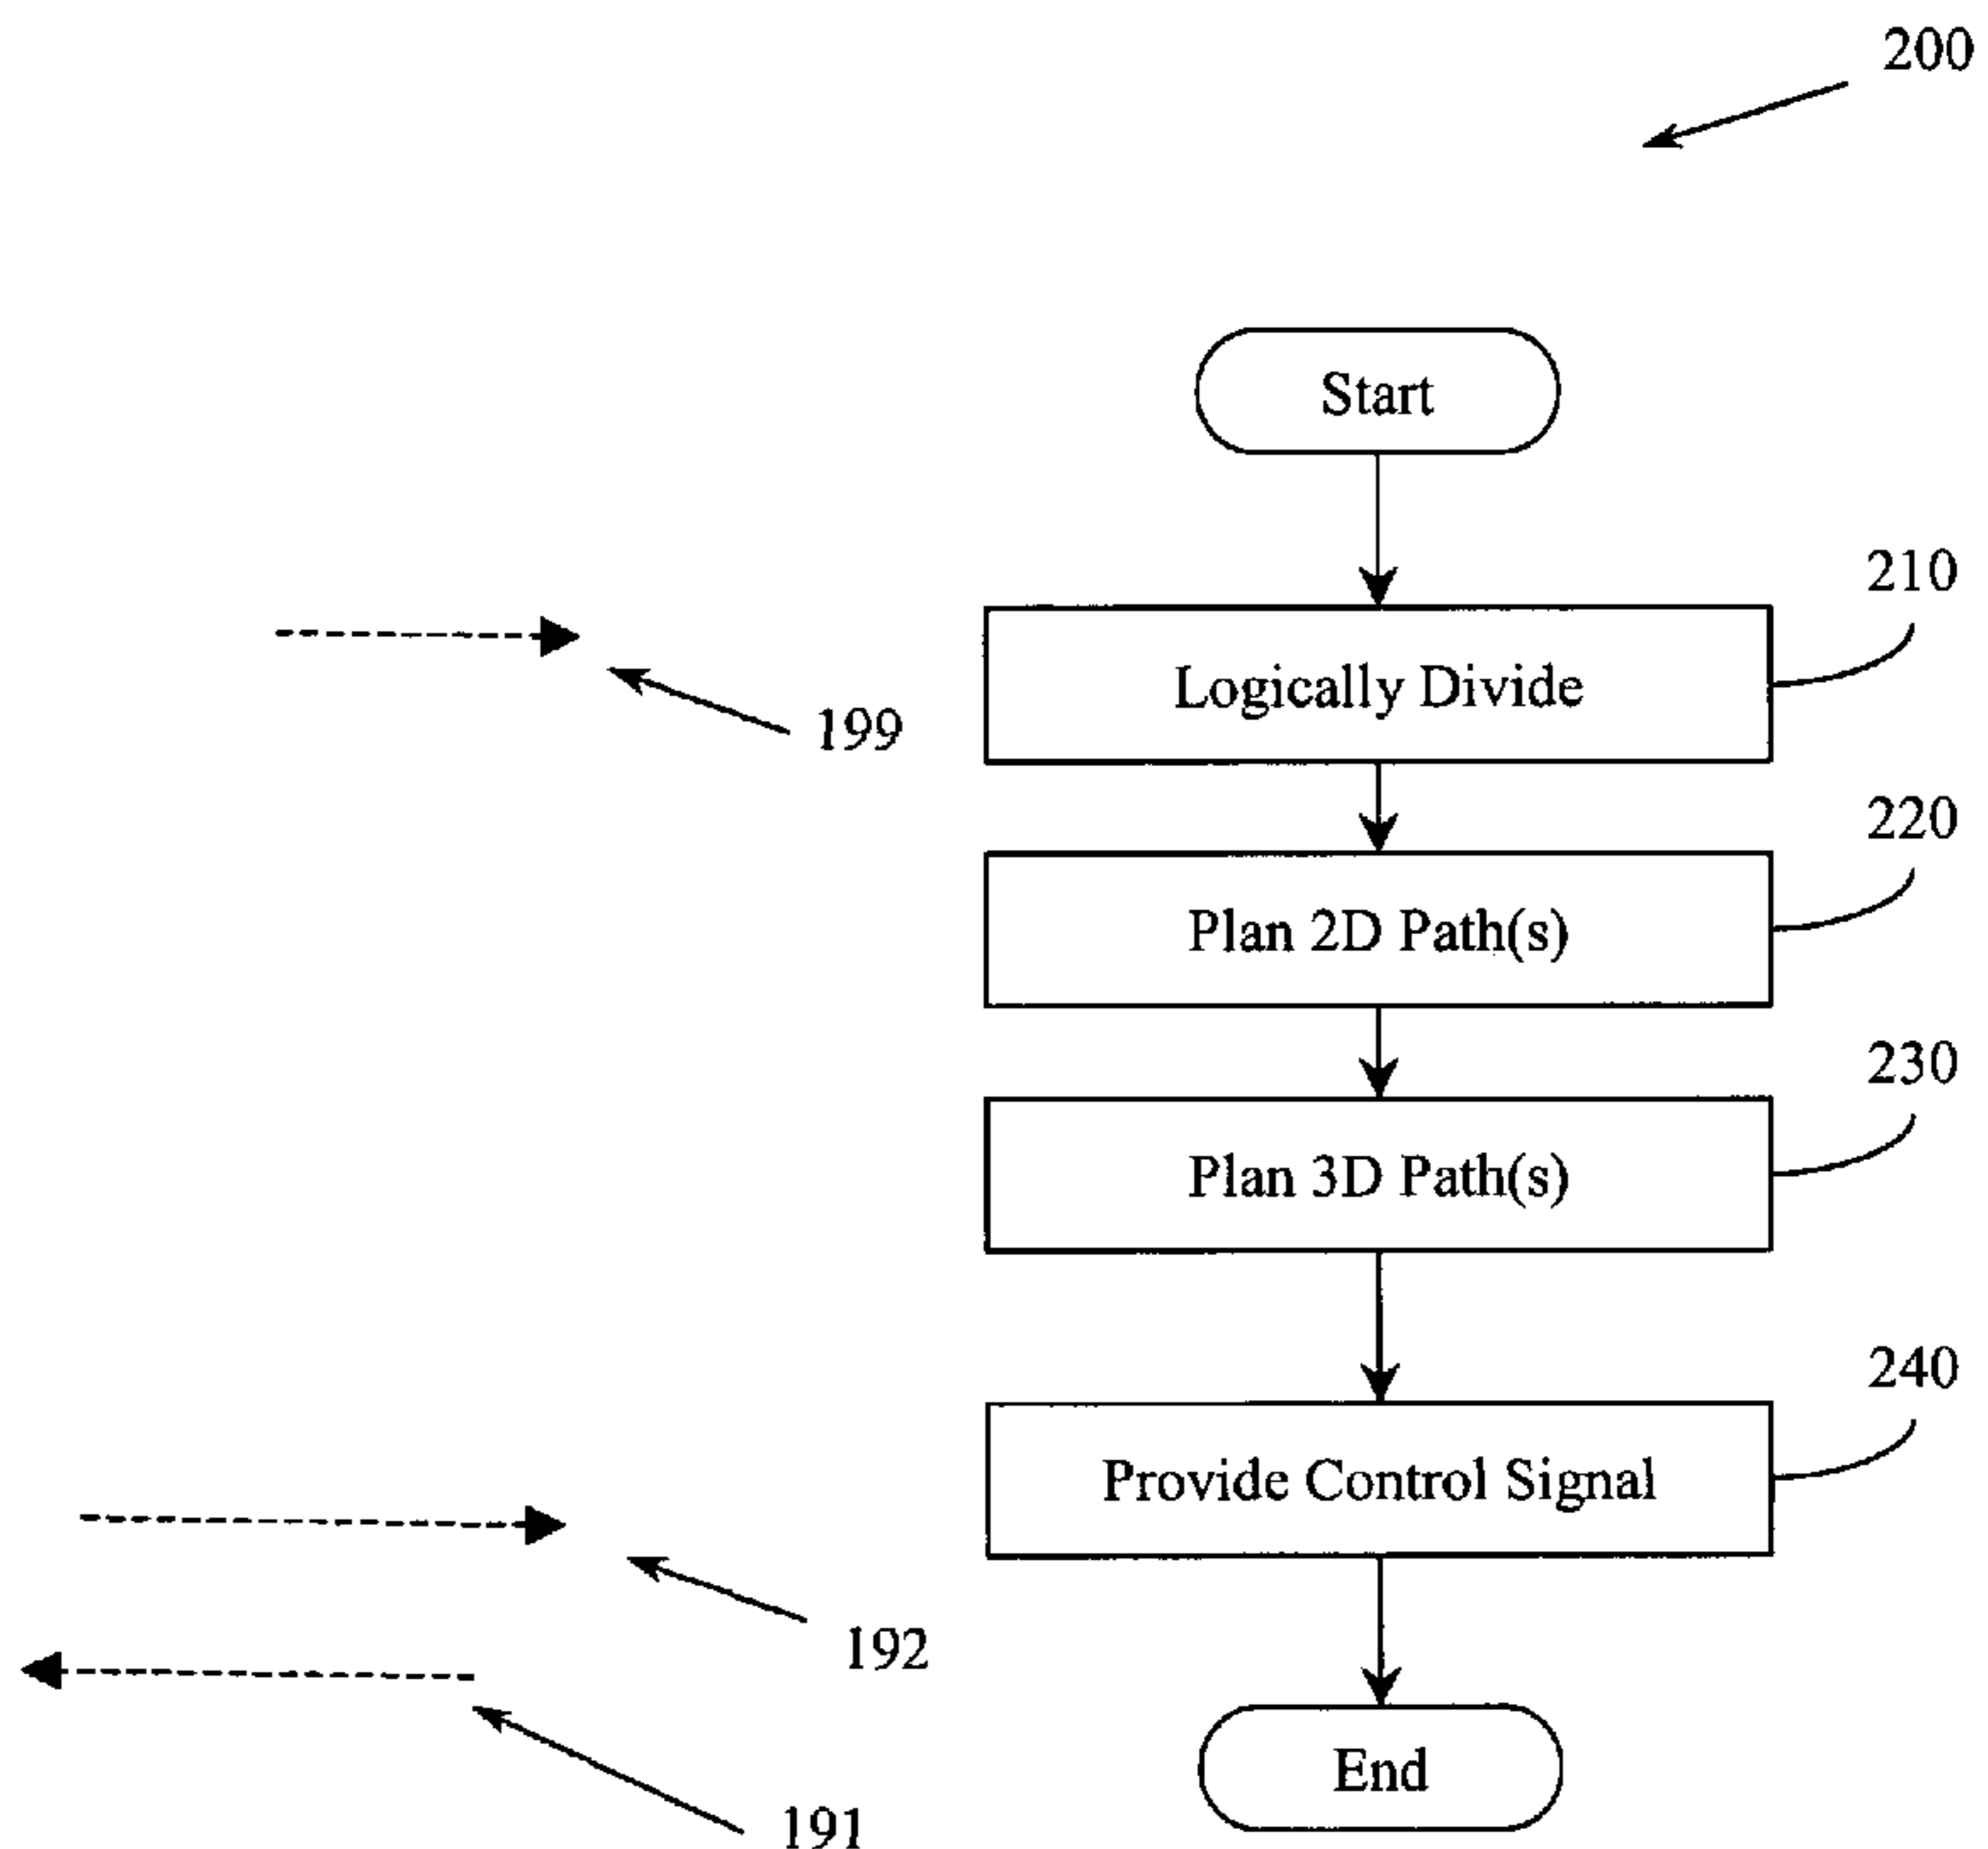 200
Start
210
Logically Divide
199
220
Plan 2D Path(s)
230
Plan 3D Path(s)
240
Provide Control Signal
192
End
191